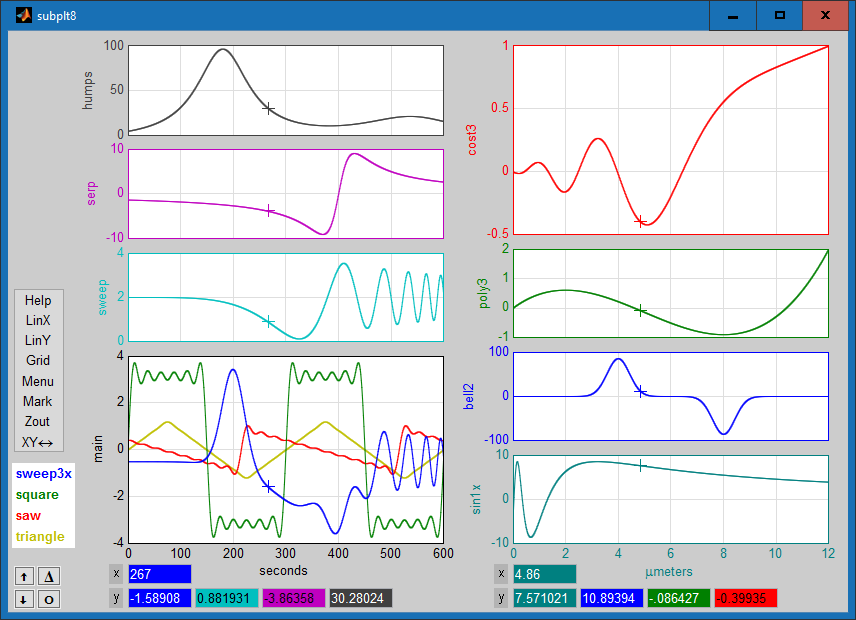 subplt8
100
50
0
humps
10
0
-10
serp
4
2
0
sweep
4
2
0
-2
-4
main
0 100 200 300 400 500 600
seconds
1
0.5
0
-0.5
cost3
2
1
0
-1
poly3
100
0
-100
bell2
10
0
-10
sin1x
0 2 4 6 8 10 12
μmeters
Help
LinX
LinY
Grid
Menu
Mark
Zout
XY↔
sweep3x
square
saw
triangle
↑ Δ
↓ o
x 267
y -1.58908 0.881931 -3.86358 30.28024
x 4.86
y 7.571021 10.89394 -.086427 -0.39935